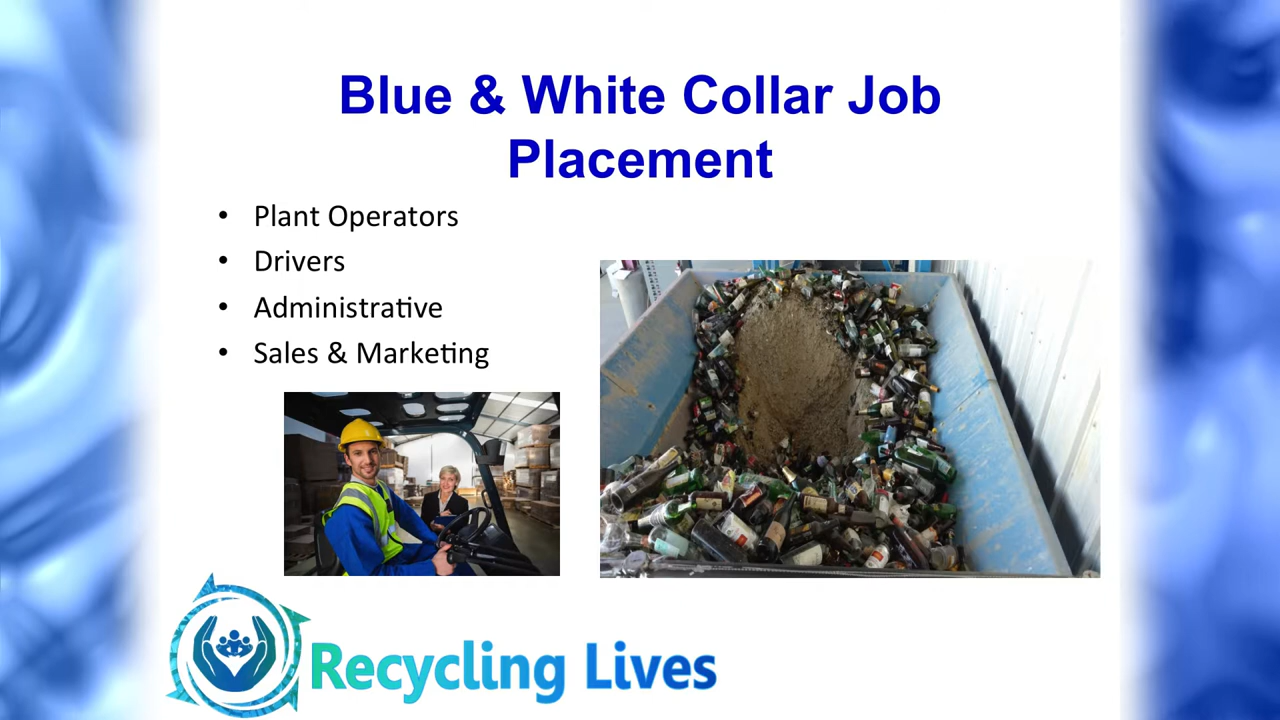 Blue & White Collar Job
Placement
• Plant Operators
• Drivers
• Administrative
• Sales & Marketing
Recycling Lives